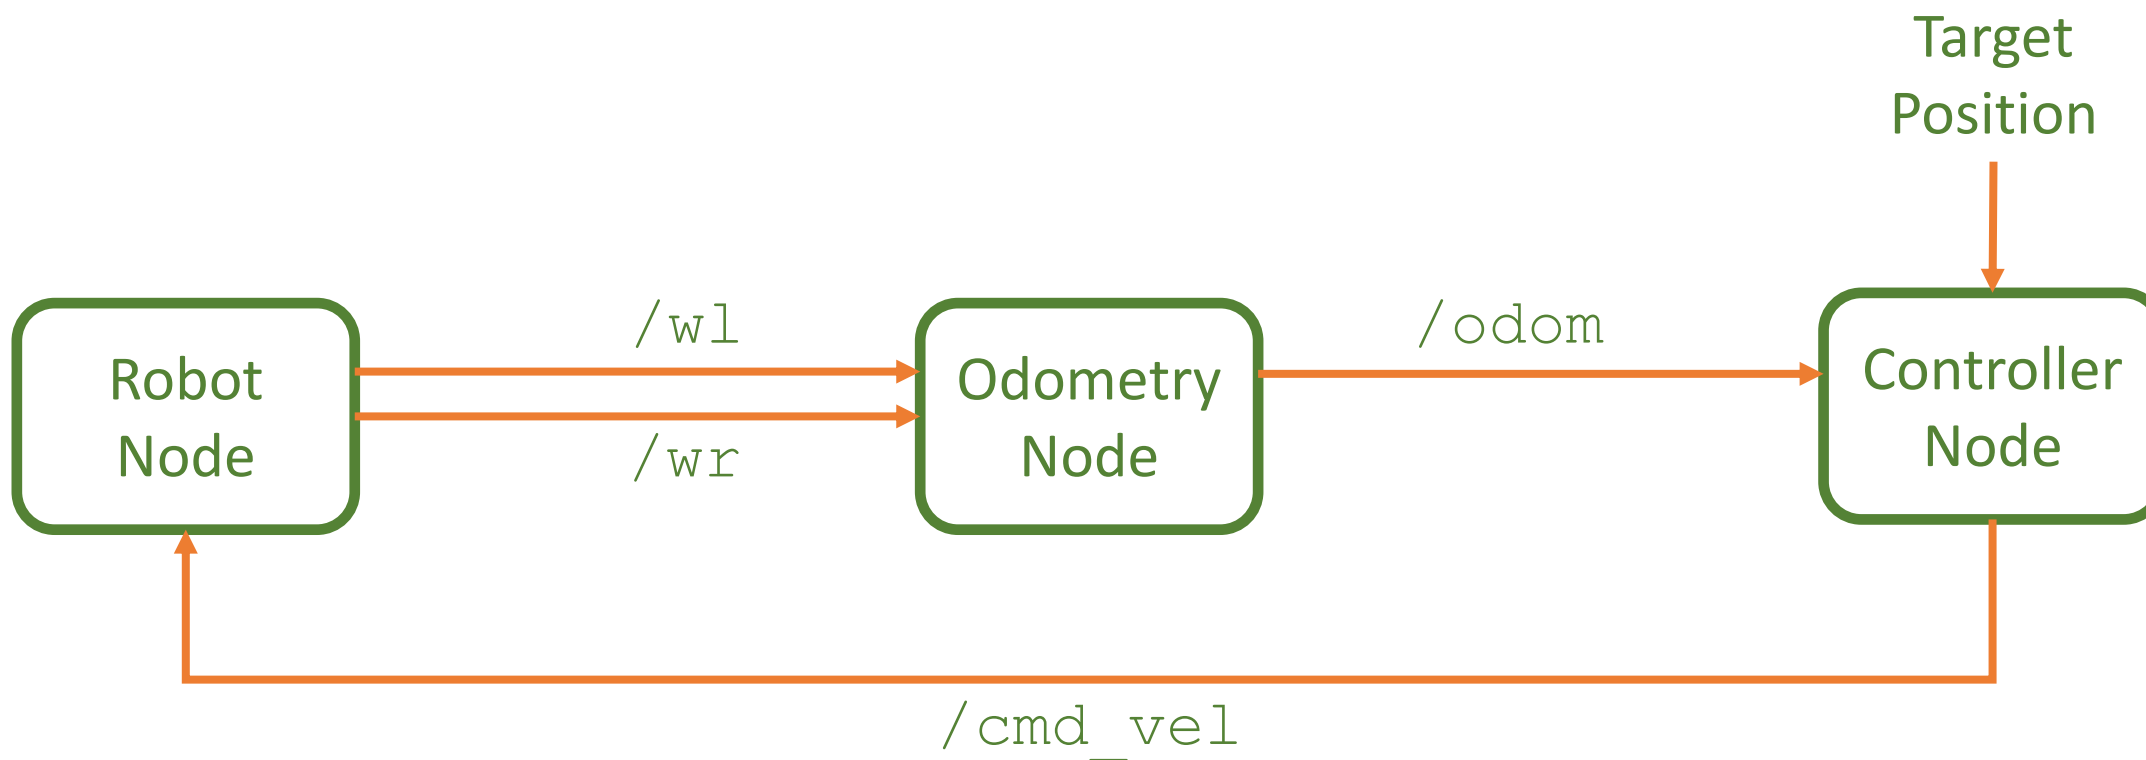 Target
Position
/wl
/odom
Robot
Node
Odometry
Node
Controller
Node
/wr
/cmd_vel